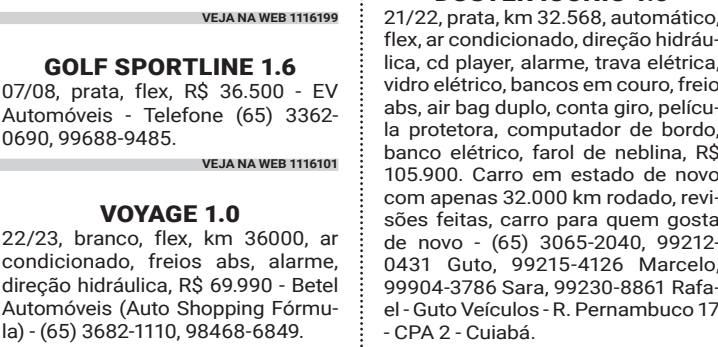 VEJA NA WEB 1116199
GOLF SPORTLINE 1.6
07/08, prata, flex, R$ 36.500 - EV
Automóveis - Telefone (65) 3362-
0690, 99688-9485.
VEJA NA WEB 1116101
VOYAGE 1.0
22/23, branco, flex, km 36000, ar
condicionado, freios abs, alarme,
direção hidráulica, R$ 69.990 - Betel
Automóveis (Auto Shopping Fórmu-
la) - (65) 3682-1110, 98468-6849.
21/22, prata, km 32.568, automático,
flex, ar condicionado, direção hidráu-
lica, cd player, alarme, trava elétrica,
vidro elétrico, bancos em couro, freio
abs, air bag duplo, conta giro, pelícu-
la protetora, computador de bordo,
banco elétrico, farol de neblina, R$
105.900. Carro em estado de novo
com apenas 32.000 km rodado, revi-
sões feitas, carro para quem gosta
de novo - (65) 3065-2040, 99212-
0431 Guto, 99215-4126 Marcelo,
99904-3786 Sara, 99230-8861 Rafa-
el - Guto Veículos - R. Pernambuco 17
- CPA 2 - Cuiabá.